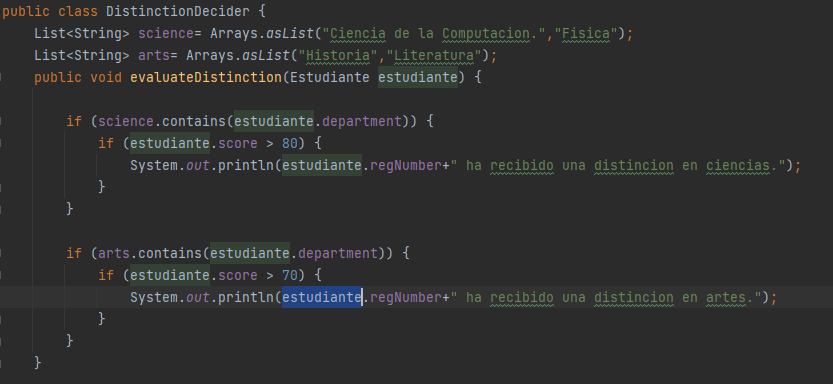 public class DistinctionDecider {
List<String> science= Arrays.asList("Ciencia de la Computacion.","Fisica");
List<String> arts= Arrays.asList("Historia","Literatura");
public void evaluateDistinction(Estudiante estudiante) {
if (science.contains(estudiante.department)) {
if (estudiante.score > 80) {
System.out.println(estudiante.regNumber+" ha recibido una distincion en ciencias.");
}
}
if (arts.contains(estudiante.department)) {
if (estudiante.score > 70) {
System.out.println(estudiante.regNumber+" ha recibido una distincion en artes.");
}
}
}